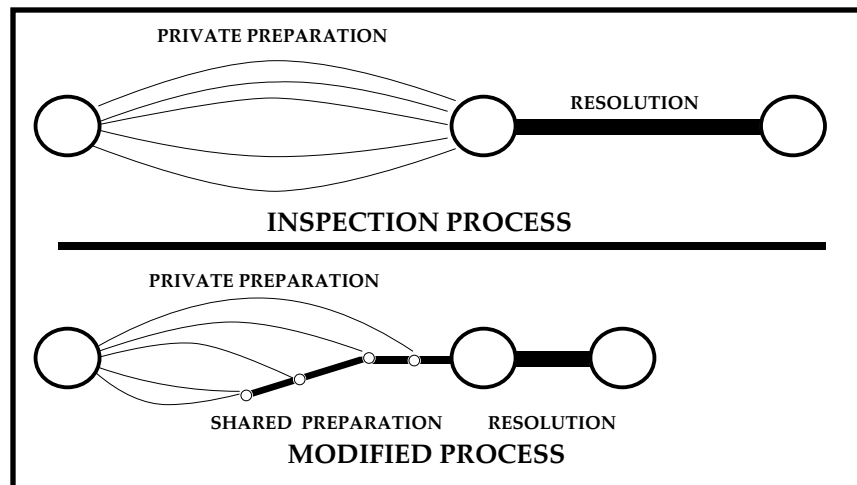 PRIVATE PREPARATION
RESOLUTION
INSPECTION PROCESS
PRIVATE PREPARATION
SHARED PREPARATION RESOLUTION
MODIFIED PROCESS